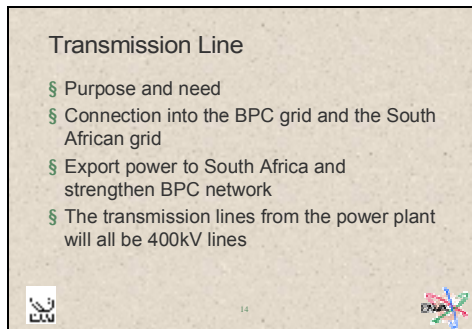 Transmission Line
§ Purpose and need
§ Connection into the BPC grid and the South
African grid
§ Export power to South Africa and
strengthen BPC network
§ The transmission lines from the power plant
will all be 400kV lines
14